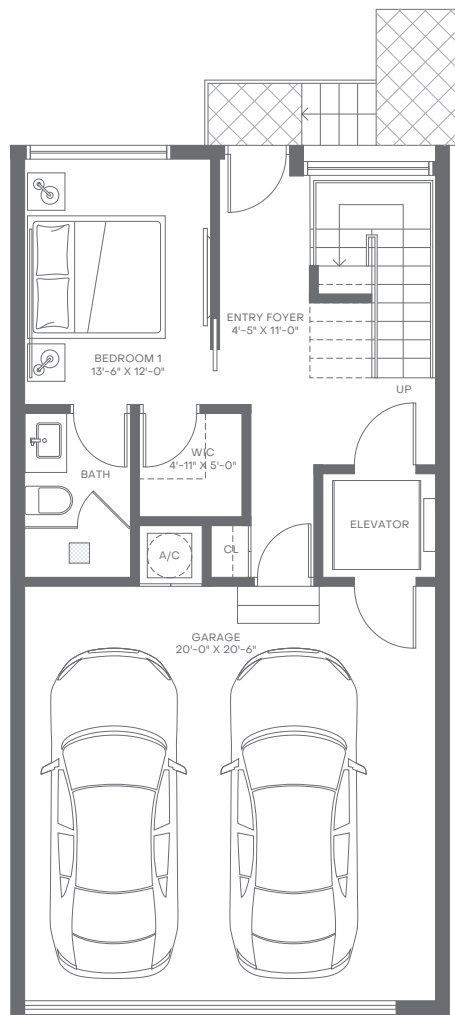 ENTRY FOYER
4'-5" X 11'-0"
BEDROOM 1
13'-6" X 12'-0"
UP
WIC
4'-11" X 5'-0"
BATH
ELEVATOR
A/C
CL
GARAGE
20'-0" X 20'-6"